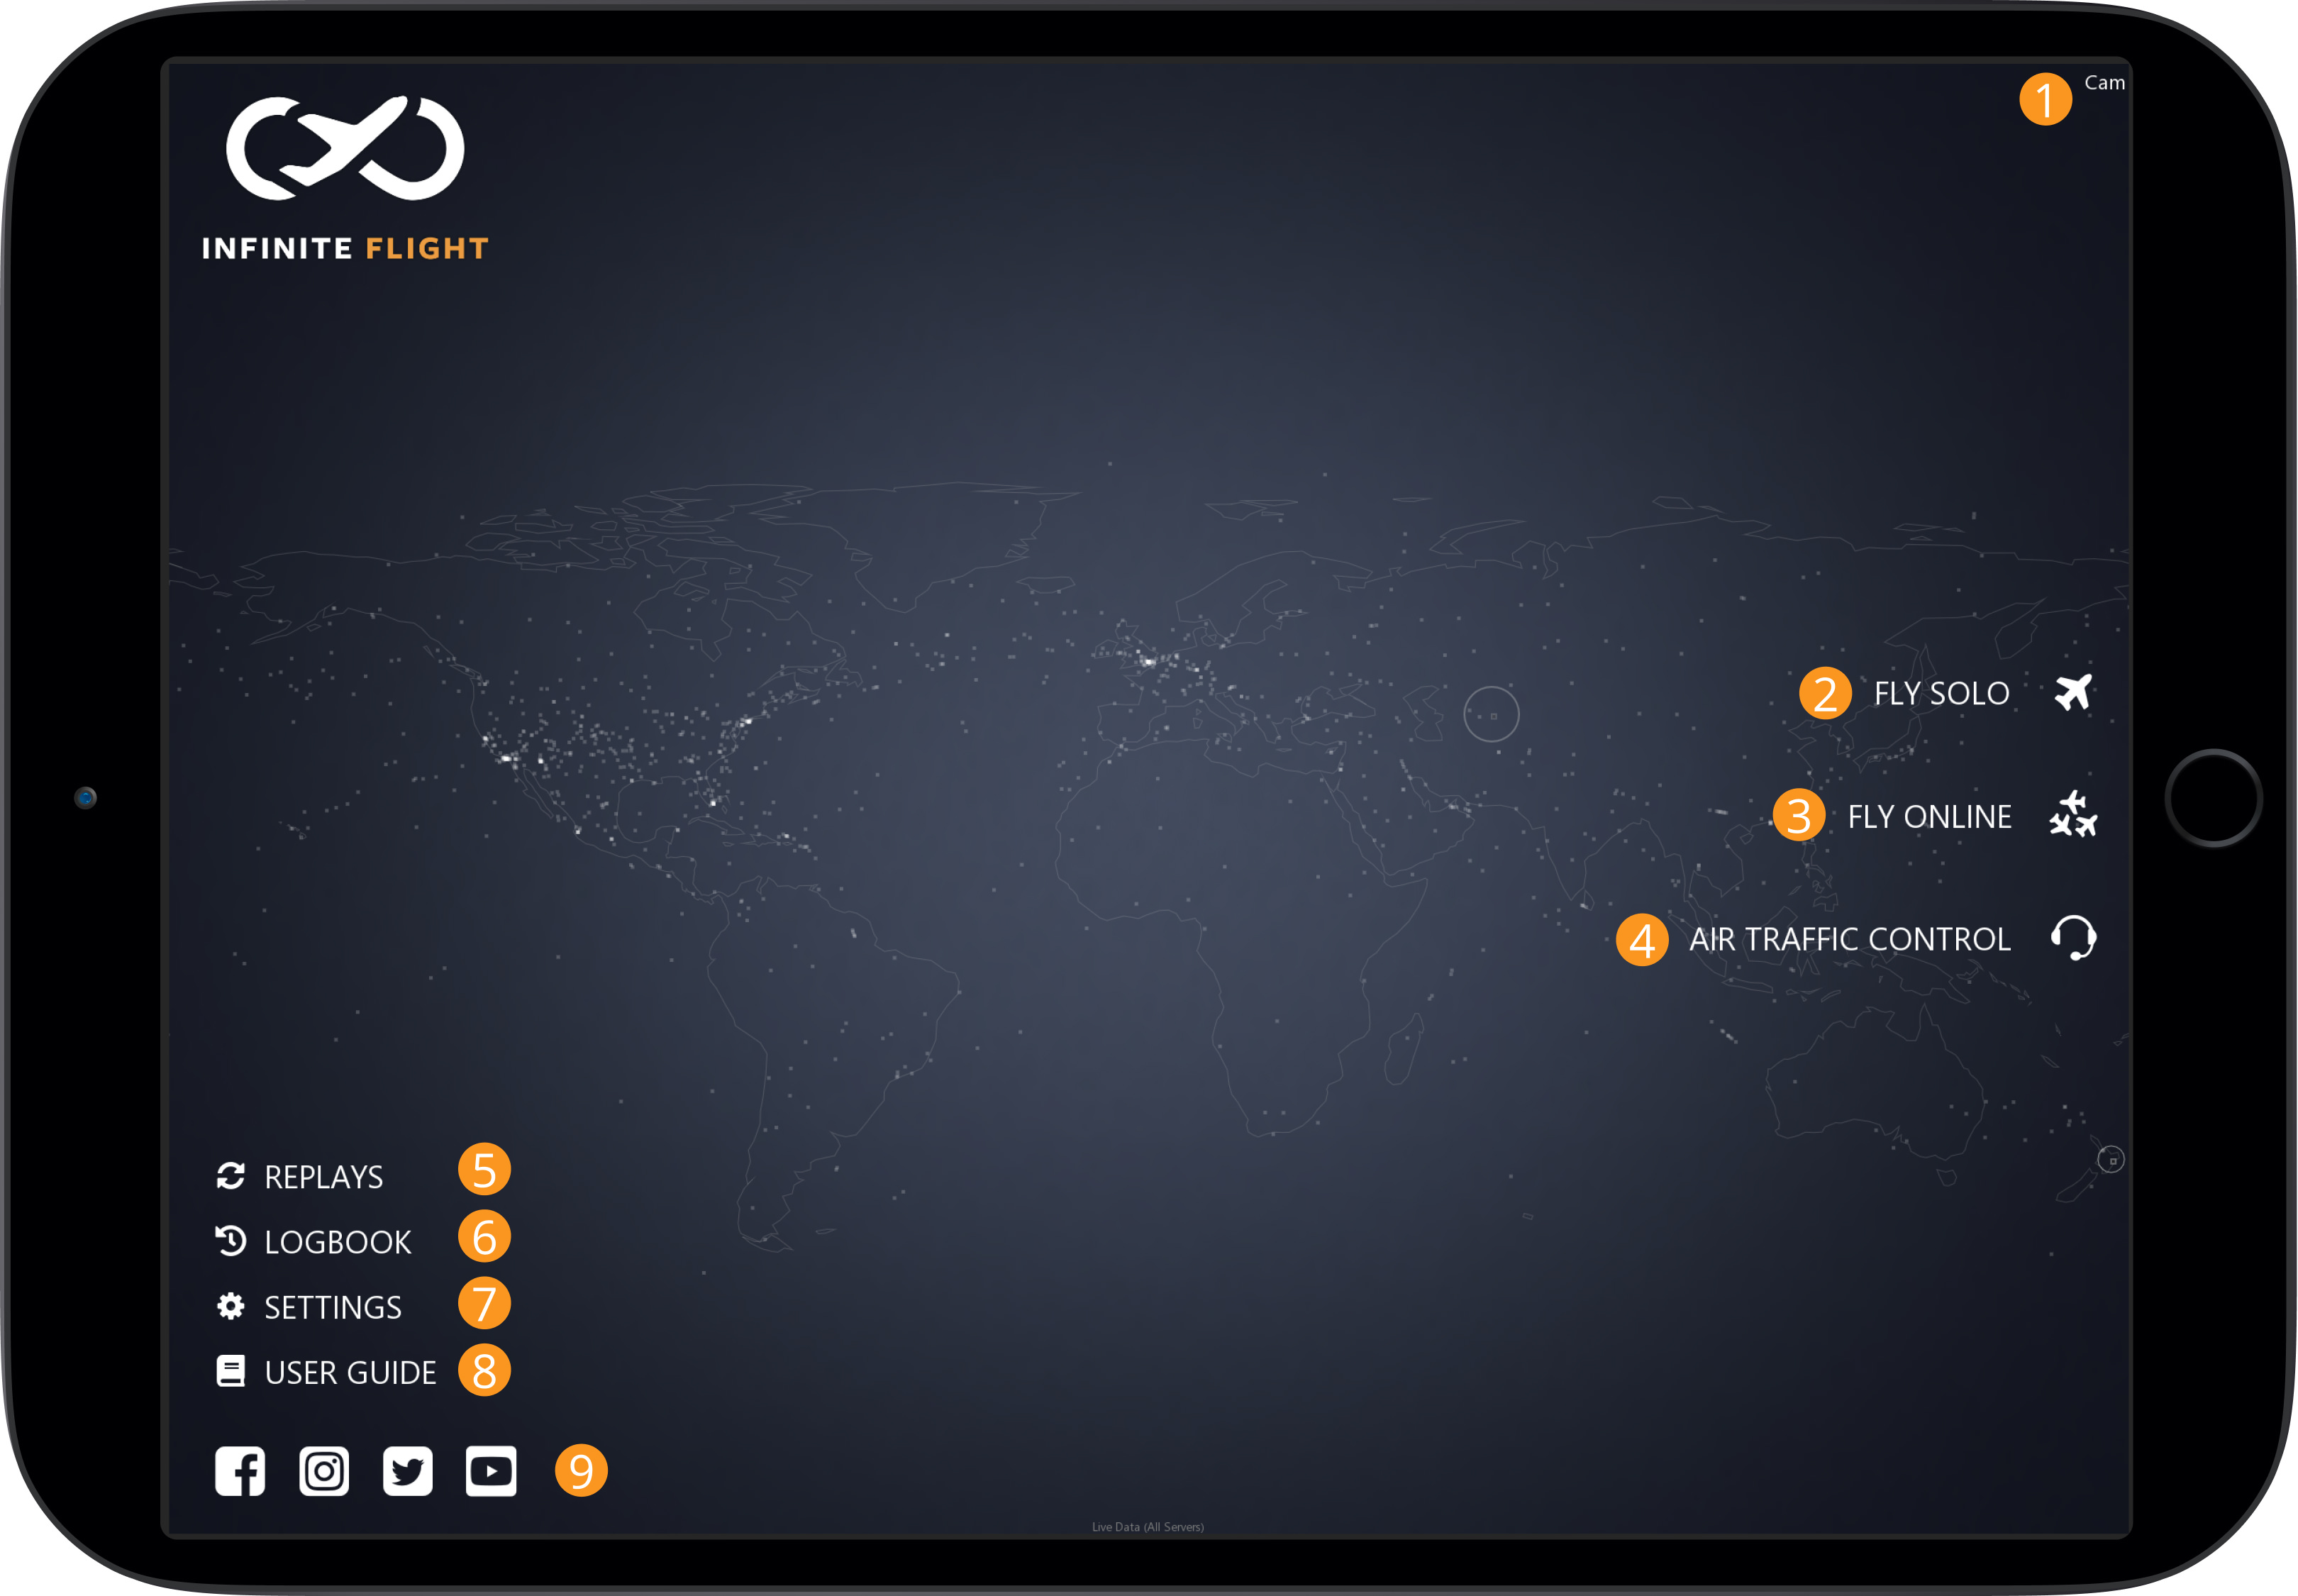 1 Cam
INFINITE FLIGHT
2 FLY SOLO
3 FLY ONLINE
4 AIR TRAFFIC CONTROL
REPLAYS 5
LOGBOOK 6
SETTINGS 7
USER GUIDE 8
9
Live Data (All Servers)